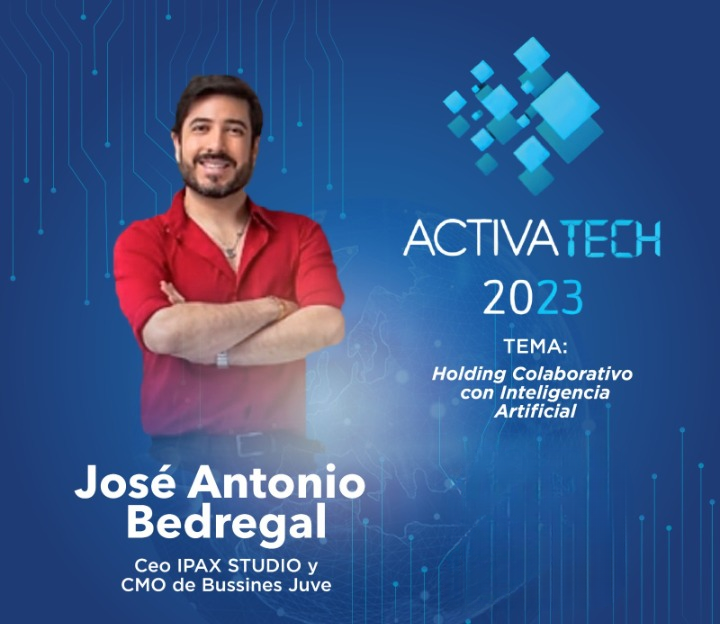 ACTIVATECH
2023
TEMA:
Holding Colaborativo
con Inteligencia
Artificial
José Antonio
Bedregal
Ceo IPAX STUDIO y
CMO de Bussines Juve